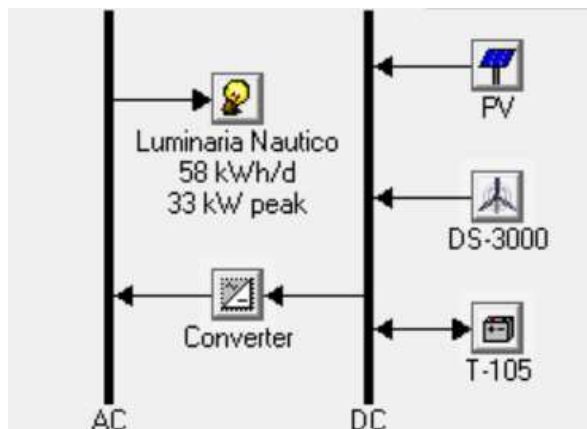 PV
Luminaria Nautico
58 kWh/d
33 kW peak
DS-3000
Converter
T-105
AC
DC